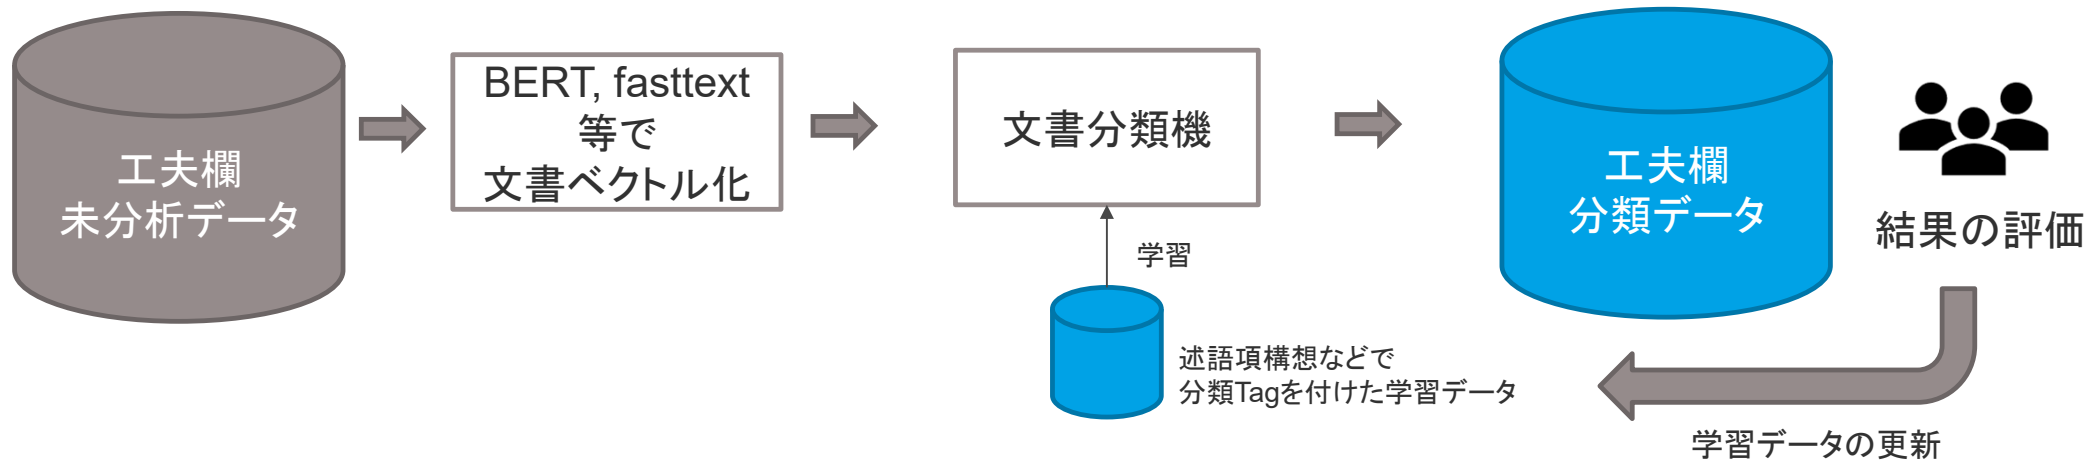 工夫欄
未分析データ
BERT, fasttext
等で
文書ベクトル化
文書分類機
学習
述語項構想などで
分類Tagを付けた学習データ
工夫欄
分類データ
結果の評価
学習データの更新